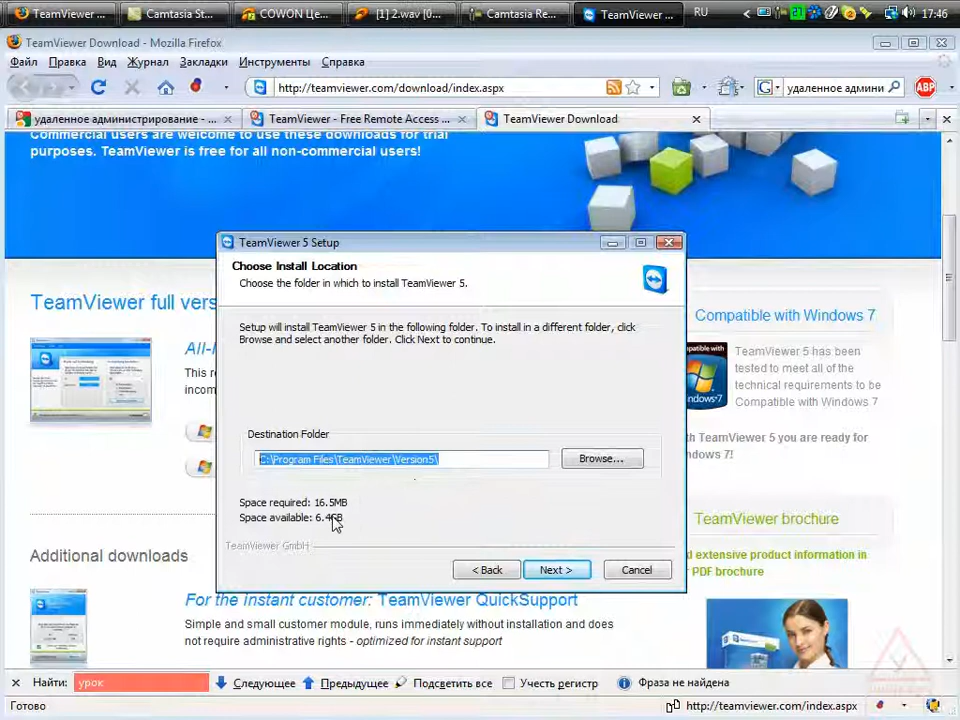 TeamViewer ...
Camtasia St...
COWON Це...
[1] 2.wav [0...
Camtasia Re...
TeamViewer ...
RU
17:46
TeamViewer Download - Mozilla Firefox
Файл Правка Вид Журнал Закладки Инструменты Справка
http://teamviewer.com/download/index.aspx
удаленное админи
ABP
удаленное администрирование - ...
TeamViewer - Free Remote Access ...
TeamViewer Download
Commercial users are welcome to use these downloads for trial
purposes. TeamViewer is free for all non-commercial users!
TeamViewer 5 Setup
Choose Install Location
Choose the folder in which to install TeamViewer 5.
Setup will install TeamViewer 5 in the following folder. To install in a different folder, click
Browse and select another folder. Click Next to continue.
Destination Folder
C:\Program Files\TeamViewer\Version5\
Browse...
Space required: 16.5MB
Space available: 6.4GB
TeamViewer GmbH
< Back
Next >
Cancel
TeamViewer full vers
All-I
This r
incom
Compatible with Windows 7
TeamViewer 5 has been
tested to meet all of the
technical requirements to be
Compatible with Windows 7
th TeamViewer 5 you are ready for
ndows 7!
TeamViewer brochure
d extensive product information in
PDF brochure
Additional downloads
For the instant customer: TeamViewer QuickSupport
Simple and small customer module, runs immediately without installation and does
not require administrative rights - optimized for instant support
Найти: урок
Следующее
Предыдущее
Подсветить все
Учесть регистр
Фраза не найдена
Готово
http://teamviewer.com/index.aspx